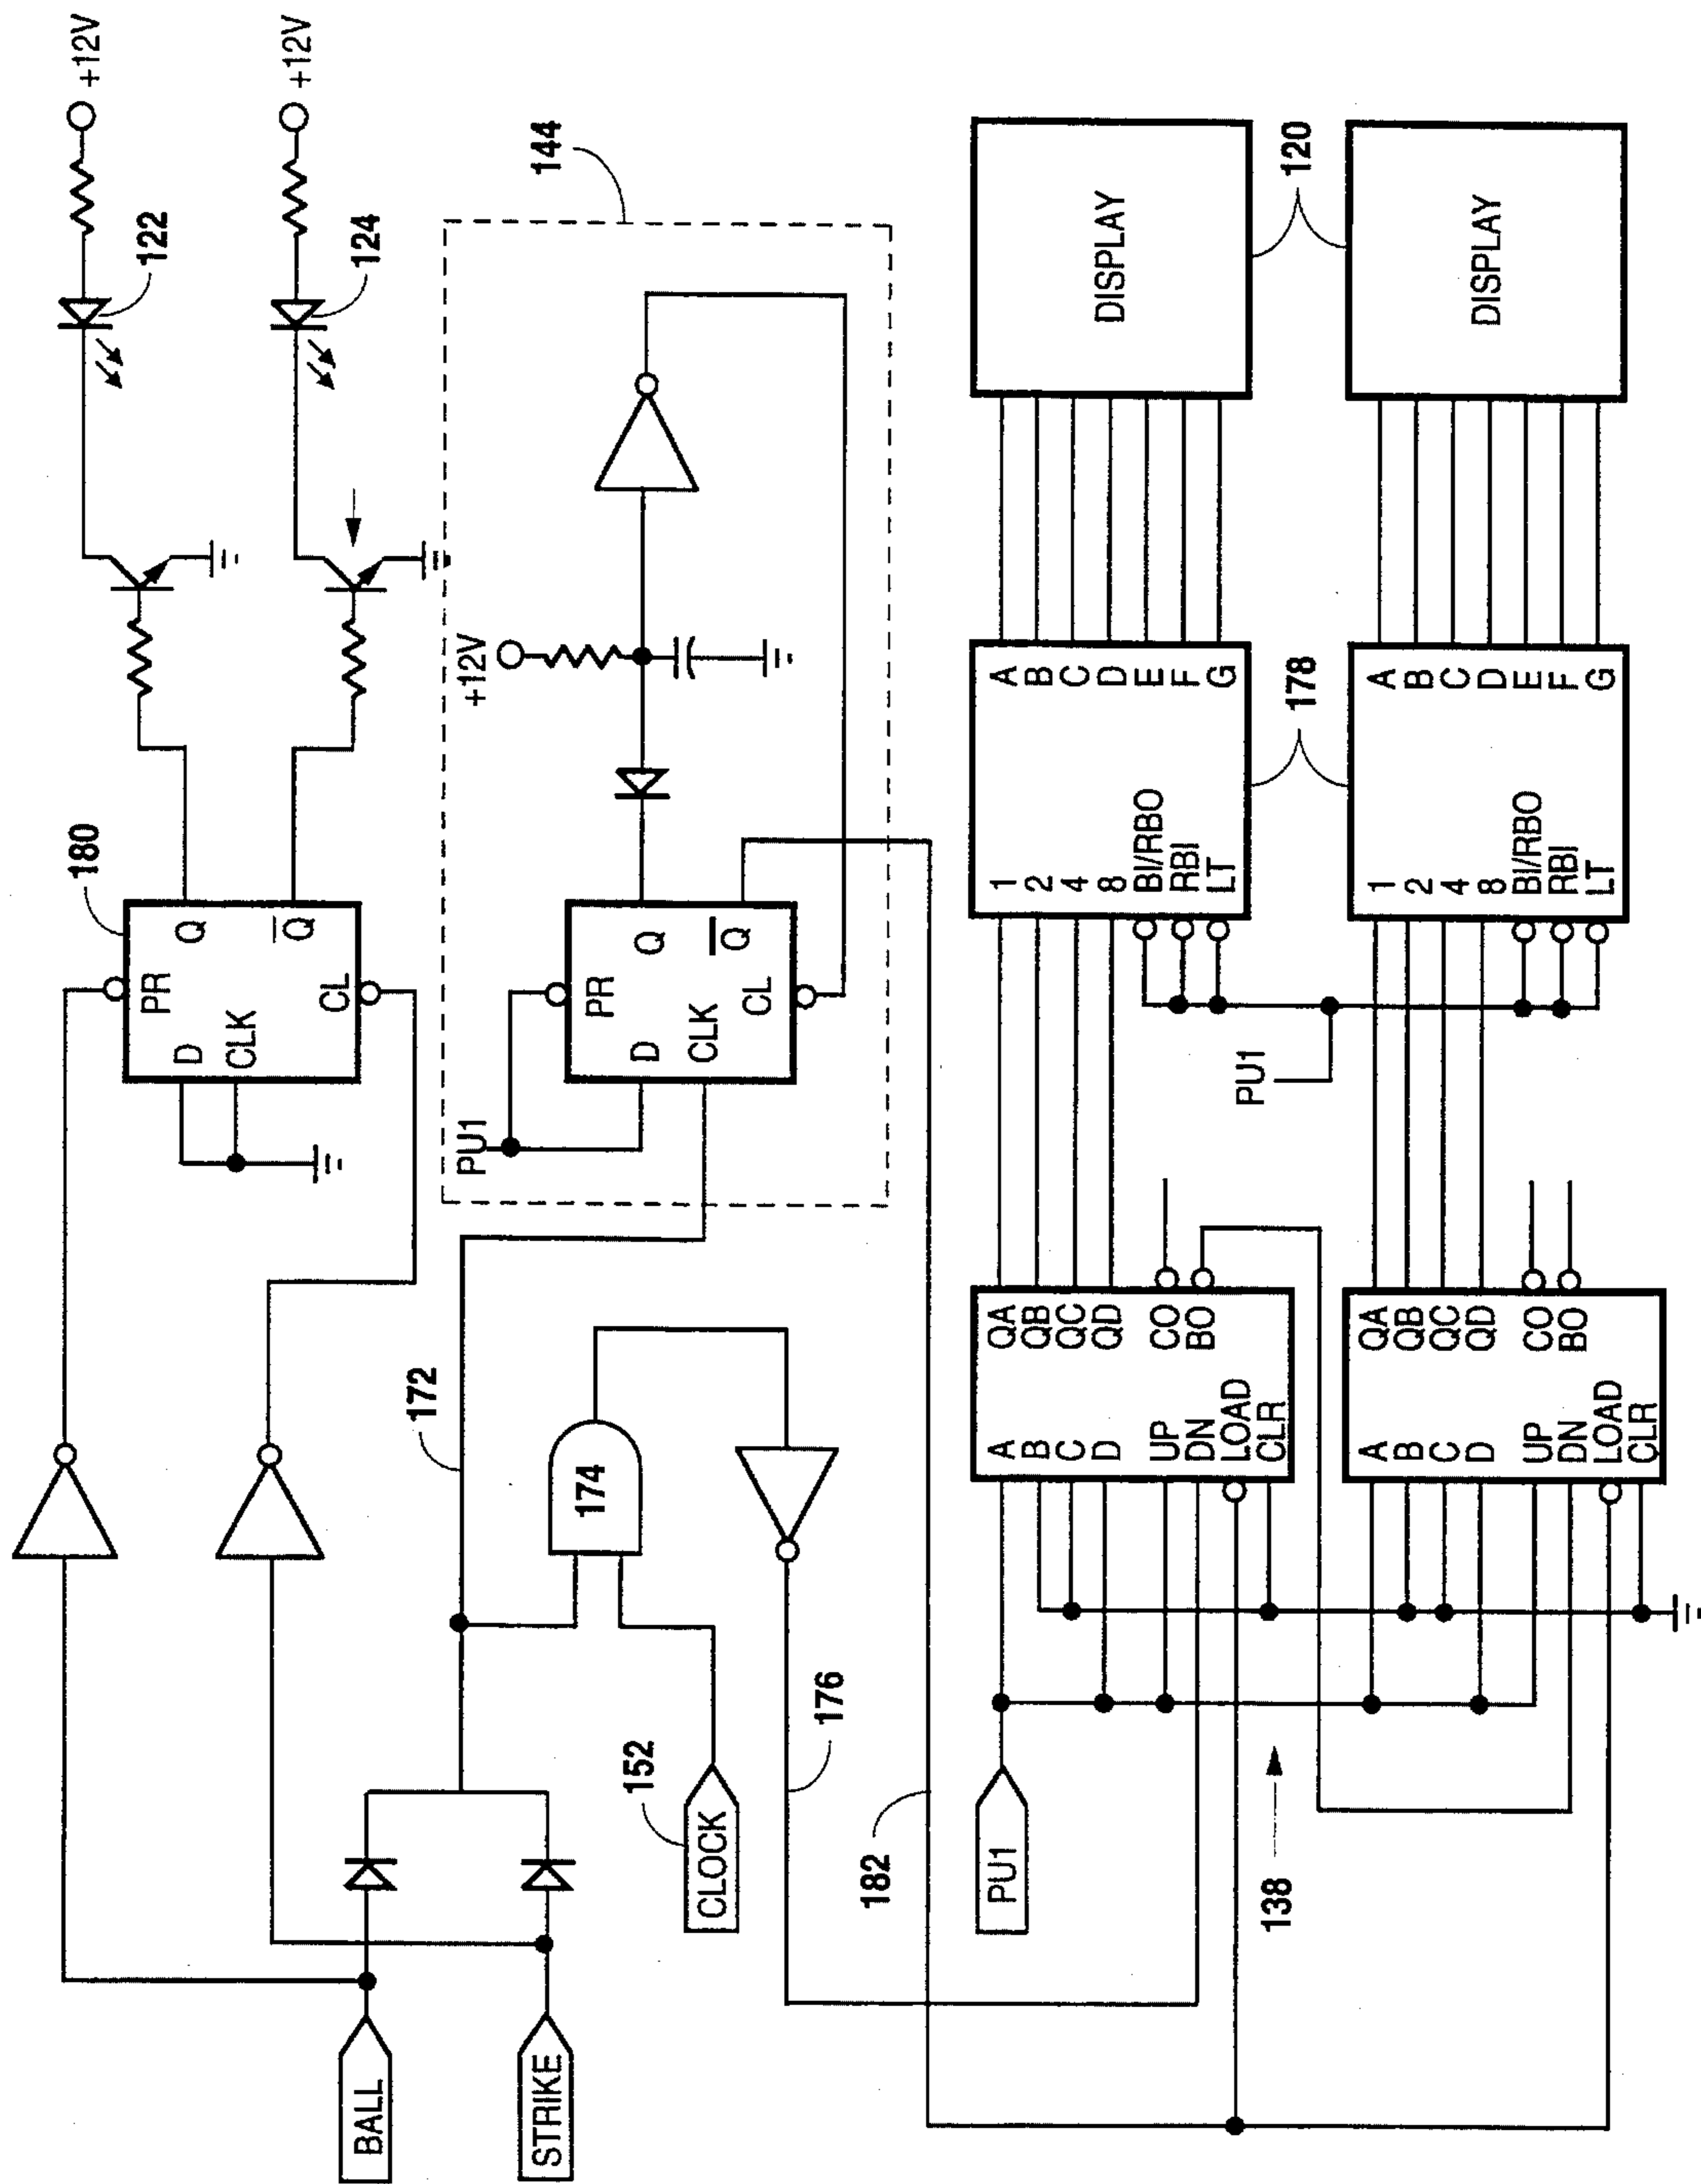 +12V
122
+12V
124
180
PR
D
Q
CLK
Q
CL
BALL
STRIKE
172
174
CLOCK
152
176
182
144
+12V
PU1
PR
D
Q
CLK
Q
CL
PU1
138
A
B
C
D
UP
DN
LOAD
CLR
QA
QB
QC
QD
CO
BO
1
2
4
8
BI/RBO
RBI
LT
A
B
C
D
E
F
G
DISPLAY
PU1
178
120
A
B
C
D
UP
DN
LOAD
CLR
QA
QB
QC
QD
CO
BO
1
2
4
8
BI/RBO
RBI
LT
A
B
C
D
E
F
G
DISPLAY